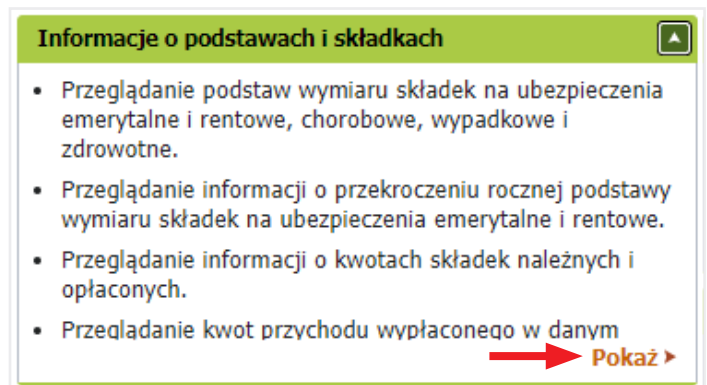 Informacje o podstawach i składkach
• Przeglądanie podstaw wymiaru składek na ubezpieczenia
emerytalne i rentowe, chorobowe, wypadkowe i
zdrowotne.
• Przeglądanie informacji o przekroczeniu rocznej podstawy
wymiaru składek na ubezpieczenia emerytalne i rentowe.
• Przeglądanie informacji o kwotach składek należnych i
opłaconych.
• Przeglądanie kwot przychodu wypłaconego w danym
Pokaż